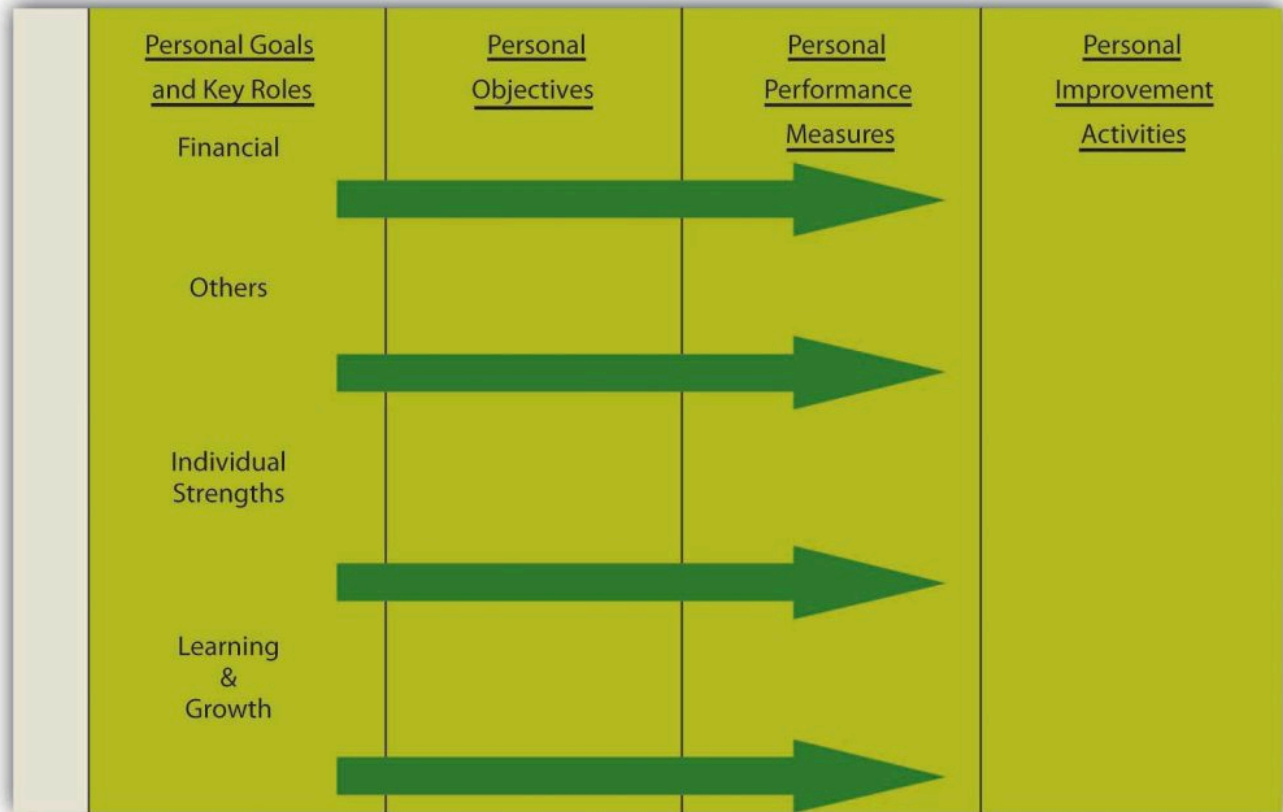 Personal Goals
and Key Roles
Personal
Objectives
Personal
Performance
Measures
Personal
Improvement
Activities
Financial
Others
Individual
Strengths
Learning
&
Growth